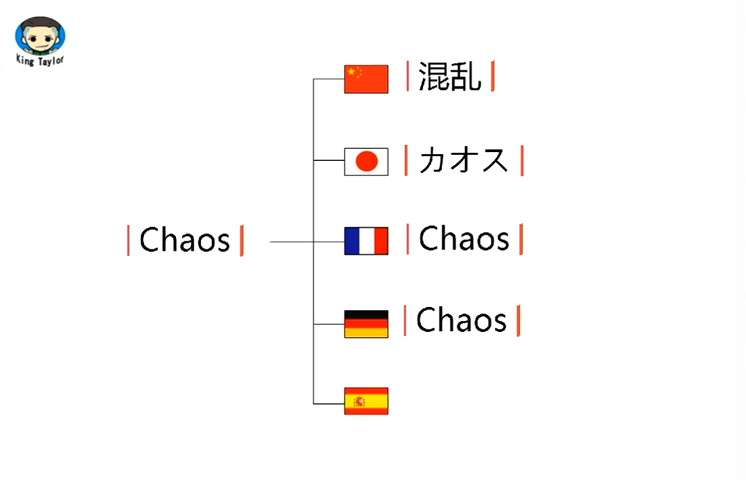 King Taylor
混乱
カオス
Chaos
Chaos
Chaos